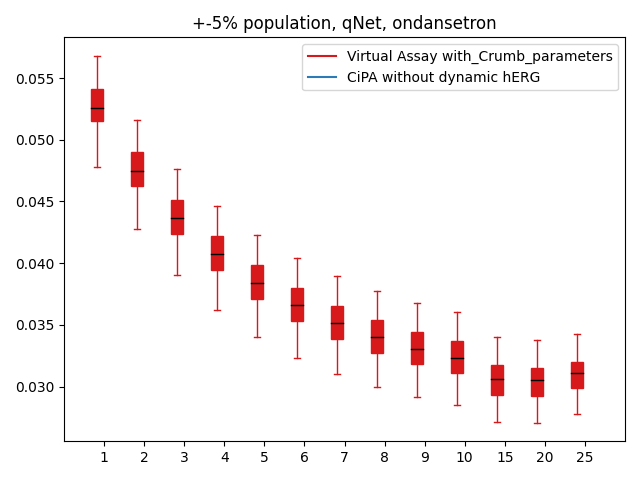 +-5% population, qNet, ondansetron
Virtual Assay with_Crumb_parameters
CiPA without dynamic hERG
0.055
0.050
0.045
0.040
0.035
0.030
1 2 3 4 5 6 7 8 9 10 15 20 25